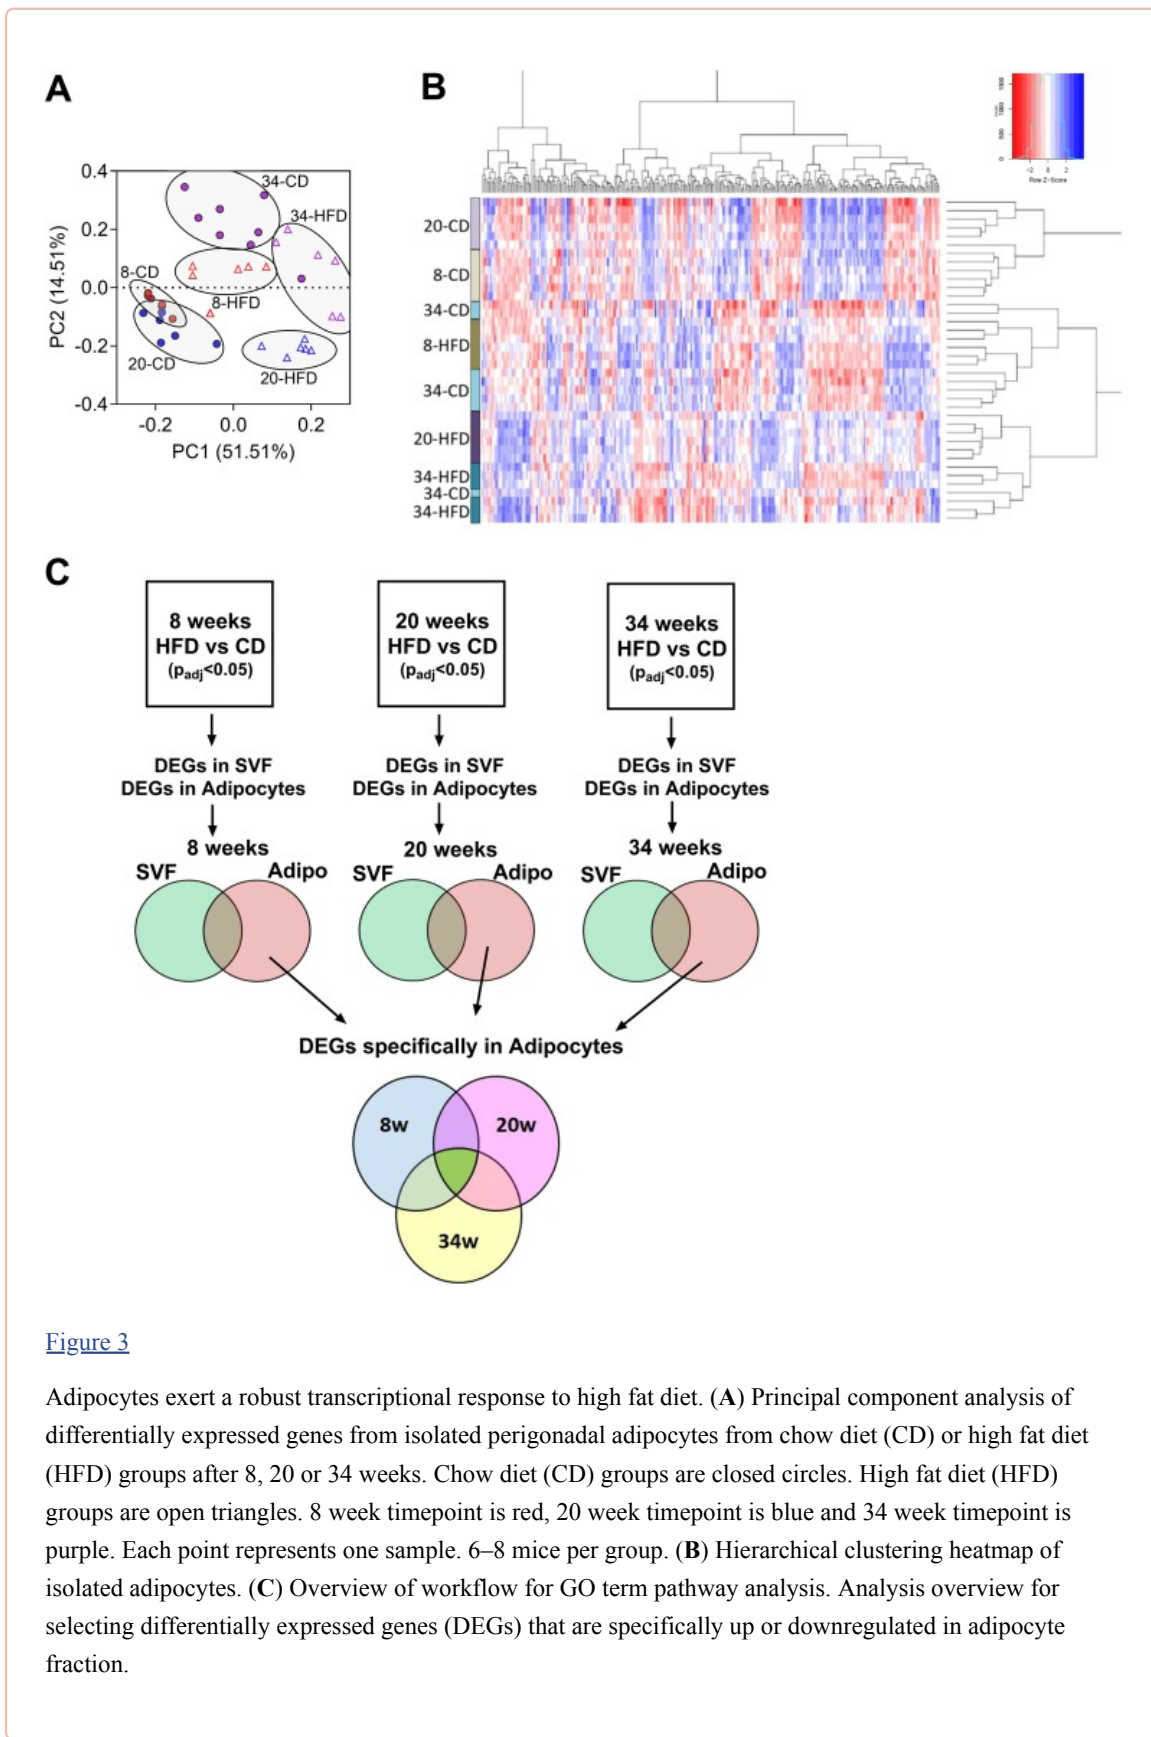 A
0.4
0.2
0.0
-0.2
-0.4
PC2 (14.51%)
34-CD
34-HFD
8-CD
8-HFD
20-CD
20-HFD
-0.2 0.0 0.2
PC1 (51.51%)
B
1500
1000
500
0
-2 0 2
Row Z-Score
20-CD
8-CD
34-CD
8-HFD
34-CD
20-HFD
34-HFD
34-CD
34-HFD
C
8 weeks
HFD vs CD
(padj<0.05)
20 weeks
HFD vs CD
(padj<0.05)
34 weeks
HFD vs CD
(padj<0.05)
DEGs in SVF
DEGs in Adipocytes
DEGs in SVF
DEGs in Adipocytes
DEGs in SVF
DEGs in Adipocytes
8 weeks
SVF Adipo
20 weeks
SVF Adipo
34 weeks
SVF Adipo
DEGs specifically in Adipocytes
8w
20w
34w
Figure 3
Adipocytes exert a robust transcriptional response to high fat diet. (A) Principal component analysis of
differentially expressed genes from isolated perigonadal adipocytes from chow diet (CD) or high fat diet
(HFD) groups after 8, 20 or 34 weeks. Chow diet (CD) groups are closed circles. High fat diet (HFD)
groups are open triangles. 8 week timepoint is red, 20 week timepoint is blue and 34 week timepoint is
purple. Each point represents one sample. 6–8 mice per group. (B) Hierarchical clustering heatmap of
isolated adipocytes. (C) Overview of workflow for GO term pathway analysis. Analysis overview for
selecting differentially expressed genes (DEGs) that are specifically up or downregulated in adipocyte
fraction.